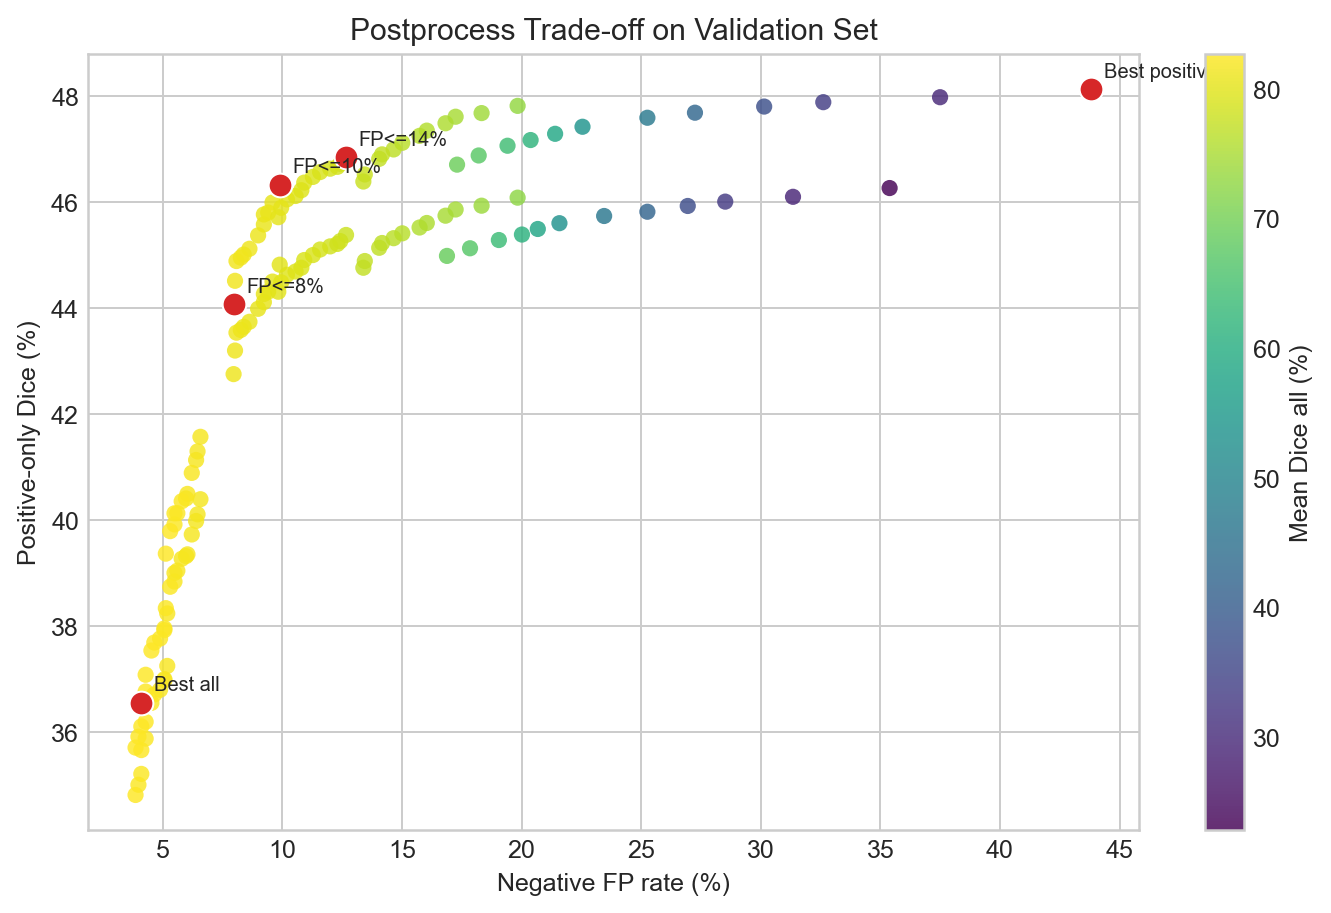 Postprocess Trade-off on Validation Set
Best positiv
FP<=14%
FP<=10%
FP<=8%
Best all
48
46
44
42
40
38
36
Positive-only Dice (%)
5
10
15
20
25
30
35
40
45
Negative FP rate (%)
80
70
60
50
40
30
Mean Dice all (%)